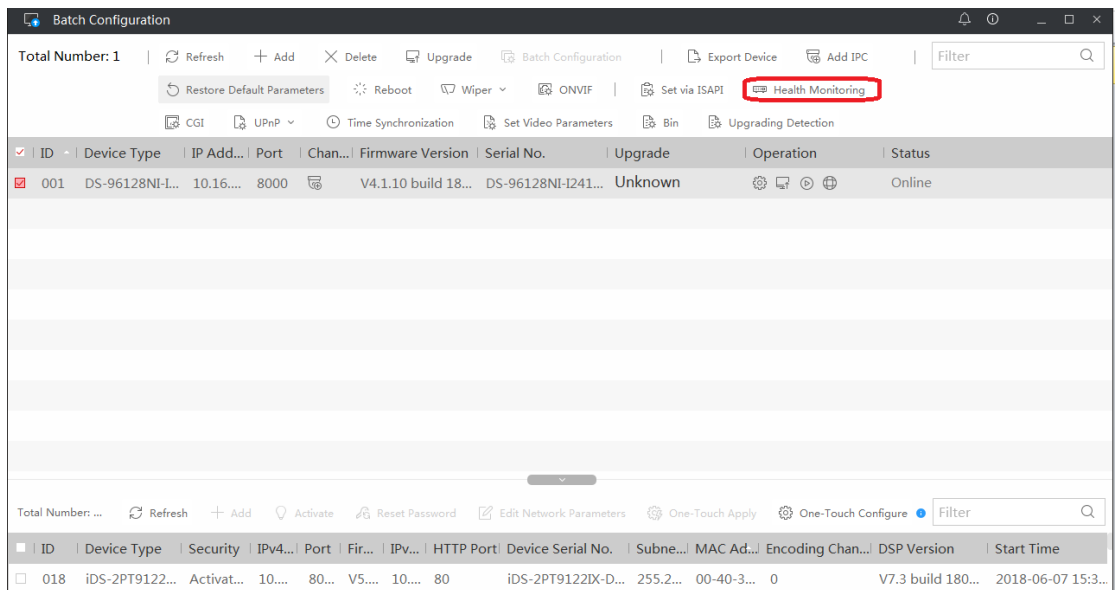 Batch Configuration
Total Number: 1 Refresh Add Delete Upgrade Batch Configuration Export Device Add IPC Filter
Restore Default Parameters Reboot Wiper ONVIF Set via ISAPI Health Monitoring
CGI UPnP Time Synchronization Set Video Parameters Bin Upgrading Detection
ID Device Type IP Add... Port Chan... Firmware Version Serial No. Upgrade Operation Status
001 DS-96128NI-I... 10.16.... 8000 V4.1.10 build 18... DS-96128NI-I241... Unknown Online
Total Number: ... Refresh Add Activate Reset Password Edit Network Parameters One-Touch Apply One-Touch Configure Filter
ID Device Type Security IPv4... Port Fir... IPv... HTTP Port Device Serial No. Subne... MAC Ad... Encoding Chan... DSP Version Start Time
018 iDS-2PT9122... Activat... 10.... 80... V5.... 10.... 80 iDS-2PT9122IX-D... 255.2... 00-40-3... 0 V7.3 build 180... 2018-06-07 15:3...